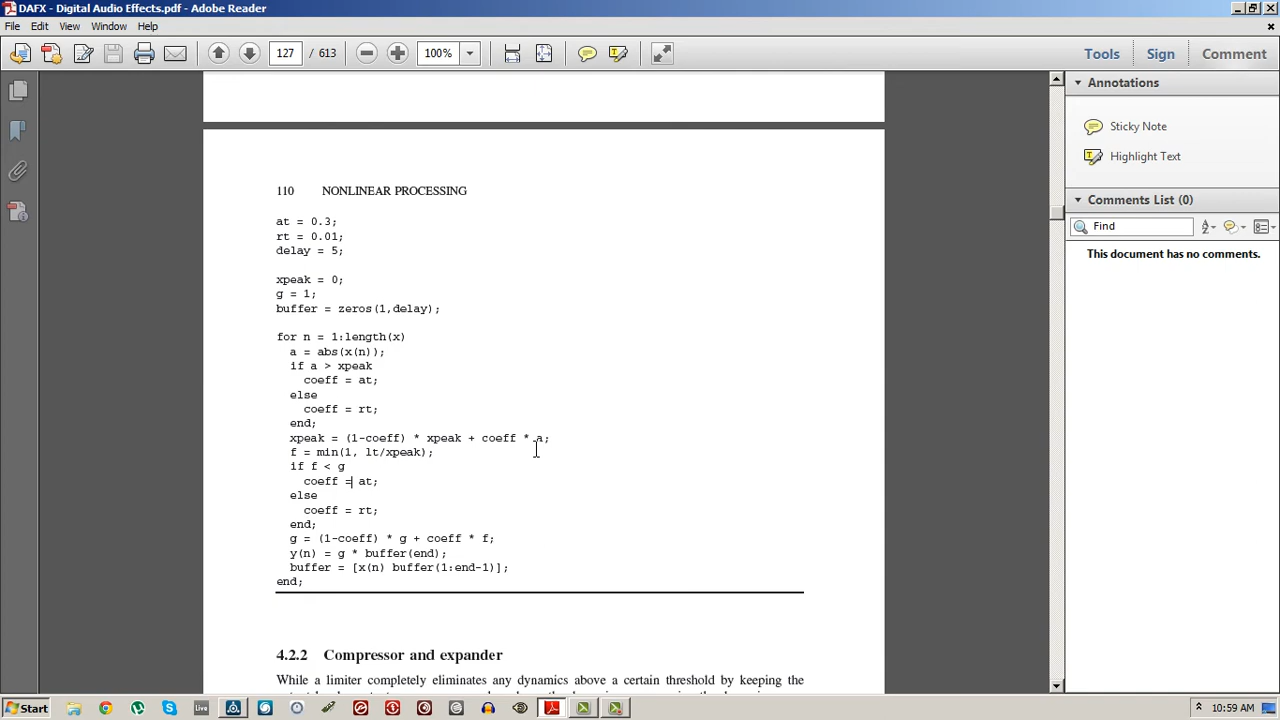 DAFX - Digital Audio Effects.pdf - Adobe Reader
File Edit View Window Help
127 / 613 100% Tools Sign Comment
Annotations
Sticky Note
Highlight Text
Comments List (0)
Find
This document has no comments.
110 NONLINEAR PROCESSING
at = 0.3;
rt = 0.01;
delay = 5;
xpeak = 0;
g = 1;
buffer = zeros(1,delay);
for n = 1:length(x)
a = abs(x(n));
if a > xpeak
coeff = at;
else
coeff = rt;
end;
xpeak = (1-coeff) * xpeak + coeff * a;
f = min(1, lt/xpeak);
if f < g
coeff = at;
else
coeff = rt;
end;
g = (1-coeff) * g + coeff * f;
y(n) = g * buffer(end);
buffer = [x(n) buffer(1:end-1)];
end;
4.2.2 Compressor and expander
While a limiter completely eliminates any dynamics above a certain threshold by keeping the
Start Live 10:59 AM